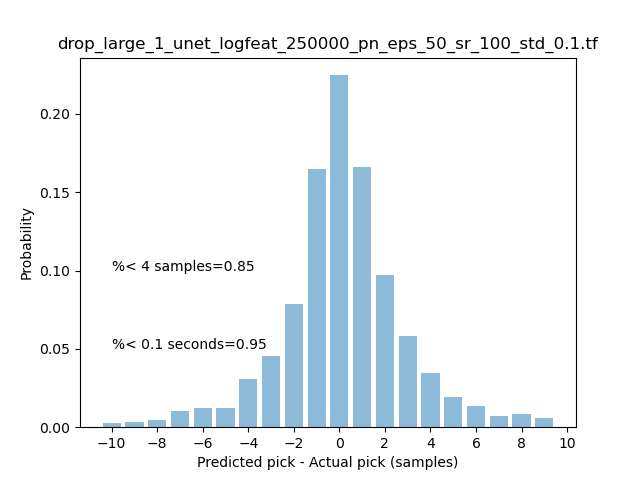 drop_large_1_unet_logfeat_250000_pn_eps_50_sr_100_std_0.1.tf
0.20
0.15
0.10
0.05
0.00
Probability
%< 4 samples=0.85
%< 0.1 seconds=0.95
−10 −8 −6 −4 −2 0 2 4 6 8 10
Predicted pick - Actual pick (samples)